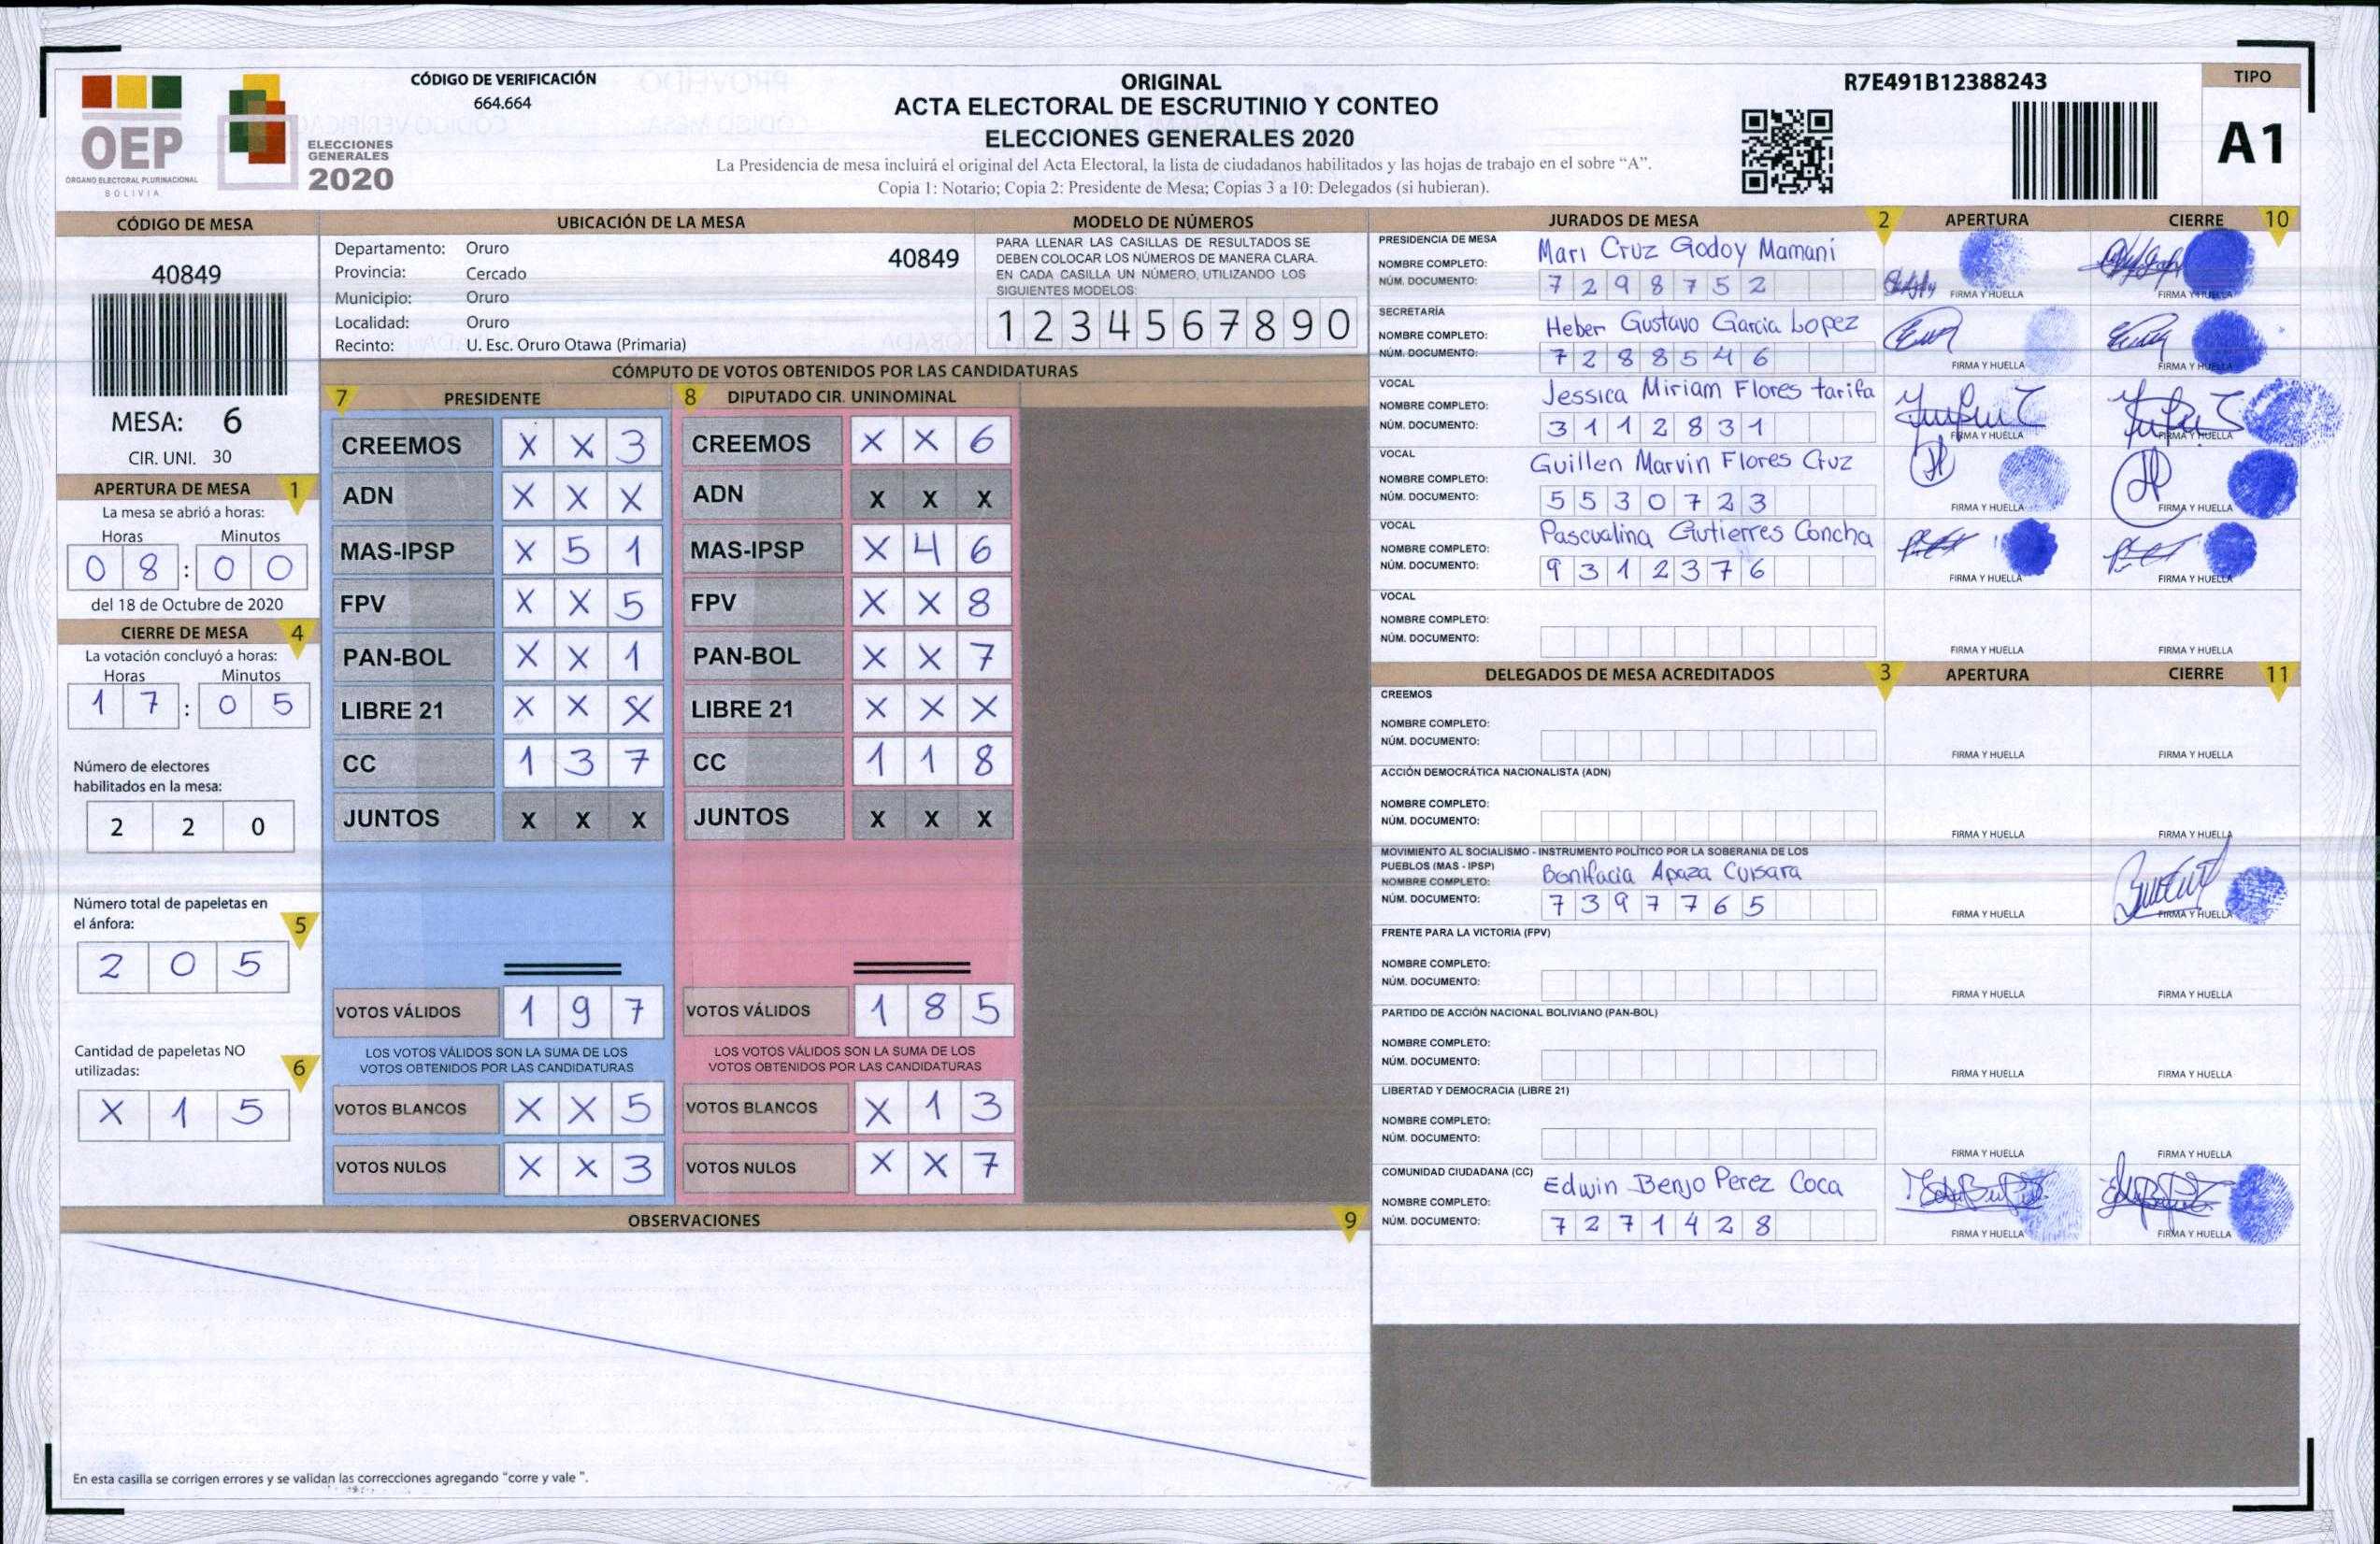 OEP
ÓRGANO ELECTORAL PLURINACIONAL
BOLIVIA
ELECCIONES
GENERALES
2020
CÓDIGO DE VERIFICACIÓN
664.664
ORIGINAL
ACTA ELECTORAL DE ESCRUTINIO Y CONTEO
ELECCIONES GENERALES 2020
La Presidencia de mesa incluirá el original del Acta Electoral, la lista de ciudadanos habilitados y las hojas de trabajo en el sobre “A”.
Copia 1: Notario; Copia 2: Presidente de Mesa; Copias 3 a 10: Delegados (si hubieran).
R7E491B12388243
TIPO
A1
CÓDIGO DE MESA
40849
MESA: 6
CIR. UNI. 30
APERTURA DE MESA 1
La mesa se abrió a horas:
Horas Minutos
0 8 : 0 0
del 18 de Octubre de 2020
CIERRE DE MESA 4
La votación concluyó a horas:
Horas Minutos
1 7 : 0 5
Número de electores
habilitados en la mesa:
2 2 0
Número total de papeletas en
el ánfora: 5
2 0 5
Cantidad de papeletas NO
utilizadas: 6
X 1 5
UBICACIÓN DE LA MESA
Departamento: Oruro
40849
Provincia: Cercado
Municipio: Oruro
Localidad: Oruro
Recinto: U. Esc. Oruro Otawa (Primaria)
MODELO DE NÚMEROS
PARA LLENAR LAS CASILLAS DE RESULTADOS SE
DEBEN COLOCAR LOS NÚMEROS DE MANERA CLARA.
EN CADA CASILLA UN NÚMERO, UTILIZANDO LOS
SIGUIENTES MODELOS:
1 2 3 4 5 6 7 8 9 0
CÓMPUTO DE VOTOS OBTENIDOS POR LAS CANDIDATURAS
7 PRESIDENTE
CREEMOS X X 3
ADN X X X
MAS-IPSP X 5 1
FPV X X 5
PAN-BOL X X 1
LIBRE 21 X X X
CC 1 3 7
JUNTOS X X X
VOTOS VÁLIDOS 1 9 7
LOS VOTOS VÁLIDOS SON LA SUMA DE LOS
VOTOS OBTENIDOS POR LAS CANDIDATURAS
VOTOS BLANCOS X X 5
VOTOS NULOS X X 3
8 DIPUTADO CIR. UNINOMINAL
CREEMOS X X 6
ADN X X X
MAS-IPSP X 4 6
FPV X X 8
PAN-BOL X X 7
LIBRE 21 X X X
CC 1 1 8
JUNTOS X X X
VOTOS VÁLIDOS 1 8 5
LOS VOTOS VÁLIDOS SON LA SUMA DE LOS
VOTOS OBTENIDOS POR LAS CANDIDATURAS
VOTOS BLANCOS X 1 3
VOTOS NULOS X X 7
OBSERVACIONES 9
En esta casilla se corrigen errores y se validan las correcciones agregando “corre y vale ”.
JURADOS DE MESA 2 APERTURA CIERRE 10
PRESIDENCIA DE MESA
NOMBRE COMPLETO: Mari Cruz Godoy Mamani
NÚM. DOCUMENTO: 7 2 9 8 7 5 2
FIRMA Y HUELLA FIRMA Y HUELLA
SECRETARÍA
NOMBRE COMPLETO: Heber Gustavo Garcia Lopez
NÚM. DOCUMENTO: 7 2 8 8 5 4 6
FIRMA Y HUELLA FIRMA Y HUELLA
VOCAL
NOMBRE COMPLETO: Jessica Miriam Flores tarifa
NÚM. DOCUMENTO: 3 1 1 2 8 3 1
FIRMA Y HUELLA FIRMA Y HUELLA
VOCAL
NOMBRE COMPLETO: Guillen Marvin Flores Cruz
NÚM. DOCUMENTO: 5 5 3 0 7 2 3
FIRMA Y HUELLA FIRMA Y HUELLA
VOCAL
NOMBRE COMPLETO: Pascualina Gutierres Concha
NÚM. DOCUMENTO: 9 3 1 2 3 7 6
FIRMA Y HUELLA FIRMA Y HUELLA
VOCAL
NOMBRE COMPLETO:
NÚM. DOCUMENTO:
FIRMA Y HUELLA FIRMA Y HUELLA
DELEGADOS DE MESA ACREDITADOS 3 APERTURA CIERRE 11
CREEMOS
NOMBRE COMPLETO:
NÚM. DOCUMENTO:
FIRMA Y HUELLA FIRMA Y HUELLA
ACCIÓN DEMOCRÁTICA NACIONALISTA (ADN)
NOMBRE COMPLETO:
NÚM. DOCUMENTO:
FIRMA Y HUELLA FIRMA Y HUELLA
MOVIMIENTO AL SOCIALISMO - INSTRUMENTO POLÍTICO POR LA SOBERANIA DE LOS
PUEBLOS (MAS - IPSP)
NOMBRE COMPLETO: Bonifacia Apaza Cuisara
NÚM. DOCUMENTO: 7 3 9 7 7 6 5
FIRMA Y HUELLA FIRMA Y HUELLA
FRENTE PARA LA VICTORIA (FPV)
NOMBRE COMPLETO:
NÚM. DOCUMENTO:
FIRMA Y HUELLA FIRMA Y HUELLA
PARTIDO DE ACCIÓN NACIONAL BOLIVIANO (PAN-BOL)
NOMBRE COMPLETO:
NÚM. DOCUMENTO:
FIRMA Y HUELLA FIRMA Y HUELLA
LIBERTAD Y DEMOCRACIA (LIBRE 21)
NOMBRE COMPLETO:
NÚM. DOCUMENTO:
FIRMA Y HUELLA FIRMA Y HUELLA
COMUNIDAD CIUDADANA (CC)
NOMBRE COMPLETO: Edwin Benjo Perez Coca
NÚM. DOCUMENTO: 7 2 7 1 4 2 8
FIRMA Y HUELLA FIRMA Y HUELLA